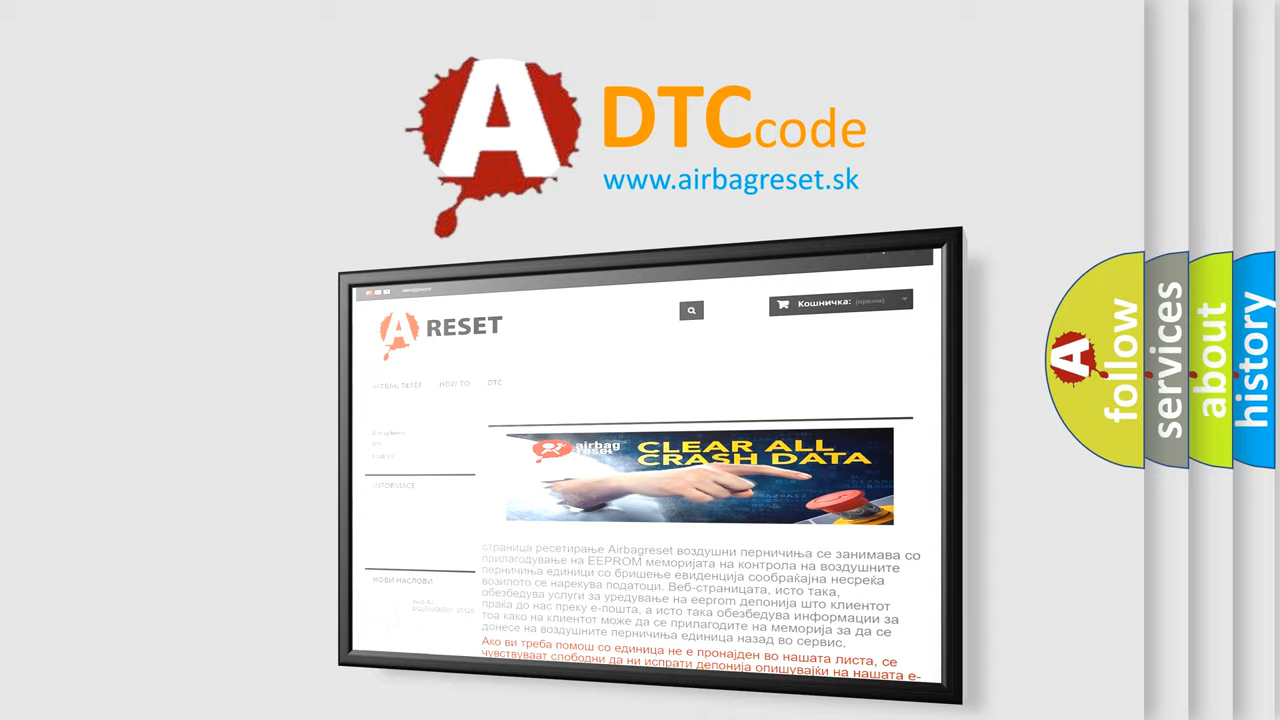 A
DTCcode
www.airbagreset.sk
Кошничка: (празна)
A RESET
AIRBAG RESET HOW TO DTC
airbag
reset
CLEAR ALL
CRASH DATA
INFORMACE
НОВИ НАСЛОВИ
страница ресетирање Airbagreset воздушни перничиња се занимава со
прилагодување на EEPROM меморијата на контрола на воздушните
перничиња единици со бришење евиденција сообраќајна несреќа
возилото се нарекува податоци. Веб-страницата, исто така,
обезбедува услуги за уредување на eeprom депонија што клиентот
праќа до нас преку е-пошта, а исто така обезбедува информации за
тоа како на клиентот може да се прилагодите на меморија за да се
донесе на воздушните перничиња единица назад во сервис.
Ако ви треба помош со единица не е пронајден во нашата листа, се
чувствуваат слободни да ни испрати депонија опишувајќи на нашата е-
A
follow
services
about
history